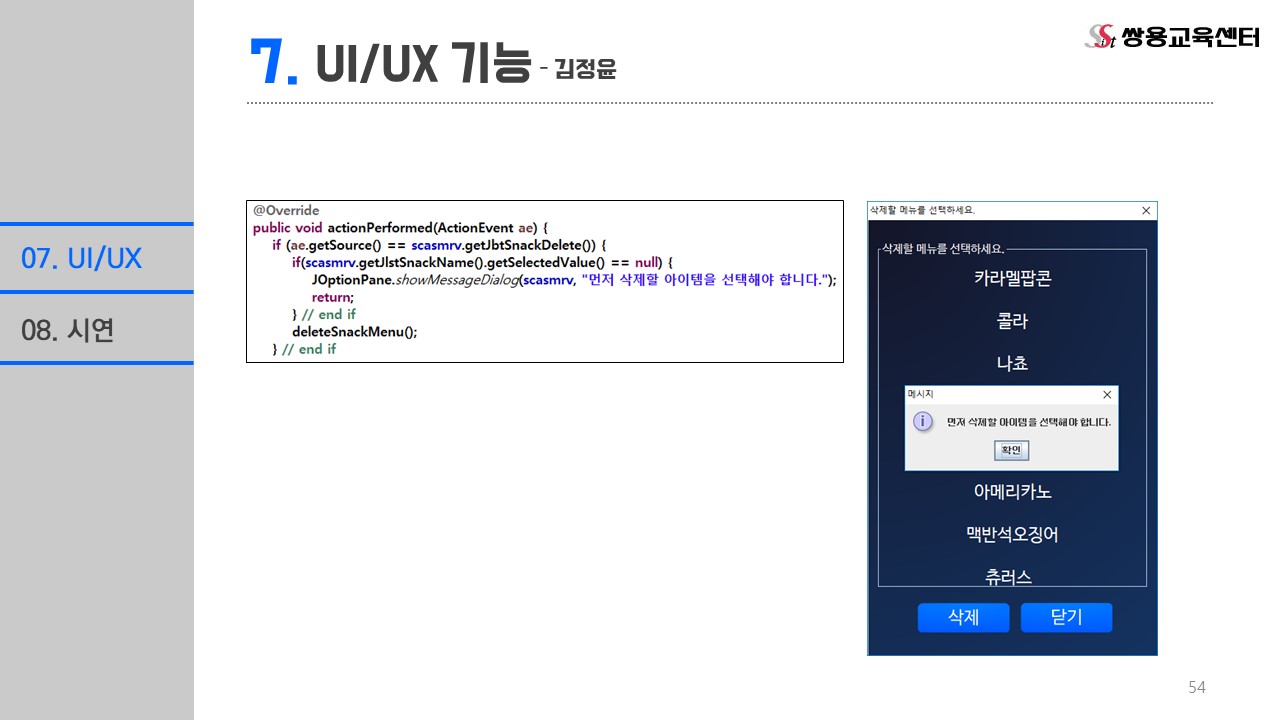 7. UI/UX 기능 - 김정윤
Sist 쌍용교육센터
07. UI/UX
08. 시연
@Override
public void actionPerformed(ActionEvent ae) {
if (ae.getSource() == scasmrv.getJbtSnackDelete()) {
if(scasmrv.getJlstSnackName().getSelectedValue() == null) {
JOptionPane.showMessageDialog(scasmrv, "먼저 삭제할 아이템을 선택해야 합니다.");
return;
} // end if
deleteSnackMenu();
} // end if
삭제할 메뉴를 선택하세요.
삭제할 메뉴를 선택하세요.
카라멜팝콘
콜라
나쵸
메시지
먼저 삭제할 아이템을 선택해야 합니다.
확인
아메리카노
맥반석오징어
츄러스
삭제 닫기
54